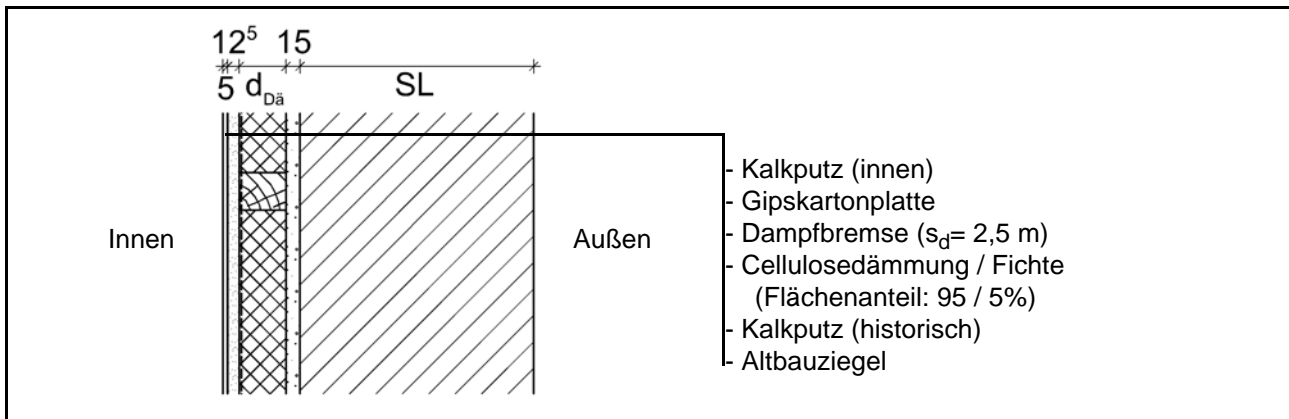 12⁵ 15
5 d_Dä SL
Innen
Außen
- Kalkputz (innen)
- Gipskartonplatte
- Dampfbremse (s_d= 2,5 m)
- Cellulosedämmung / Fichte
(Flächenanteil: 95 / 5%)
- Kalkputz (historisch)
- Altbauziegel